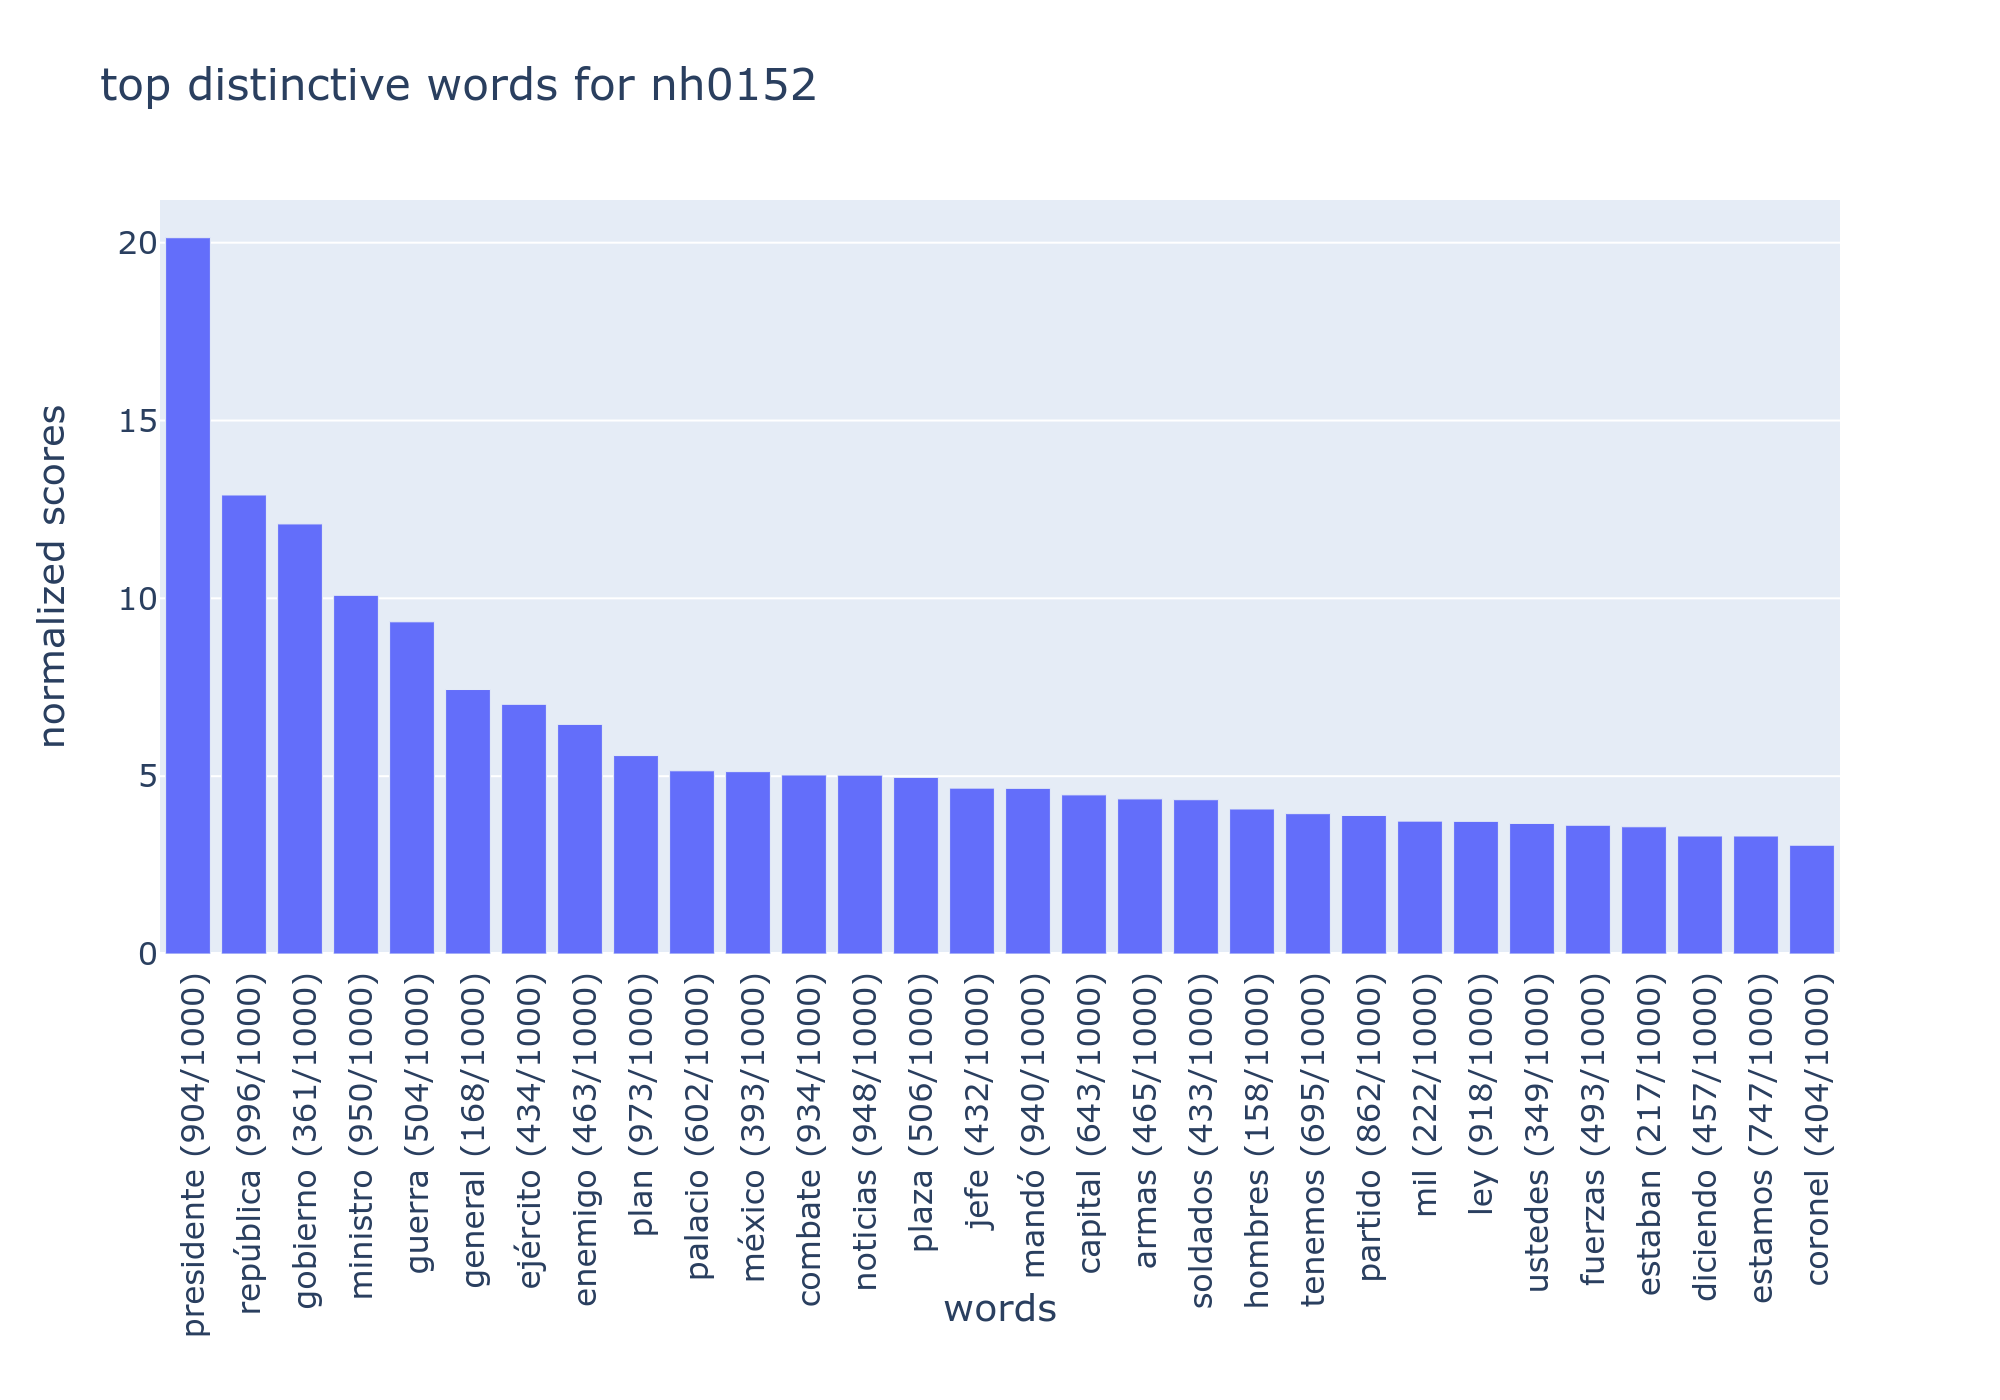 top distinctive words for nh0152
normalized scores
20
15
10
5
0
presidente (904/1000)
república (996/1000)
gobierno (361/1000)
ministro (950/1000)
guerra (504/1000)
general (168/1000)
ejército (434/1000)
enemigo (463/1000)
plan (973/1000)
palacio (602/1000)
méxico (393/1000)
combate (934/1000)
noticias (948/1000)
plaza (506/1000)
jefe (432/1000)
mandó (940/1000)
capital (643/1000)
armas (465/1000)
soldados (433/1000)
hombres (158/1000)
tenemos (695/1000)
partido (862/1000)
mil (222/1000)
ley (918/1000)
ustedes (349/1000)
fuerzas (493/1000)
estaban (217/1000)
diciendo (457/1000)
estamos (747/1000)
coronel (404/1000)
words